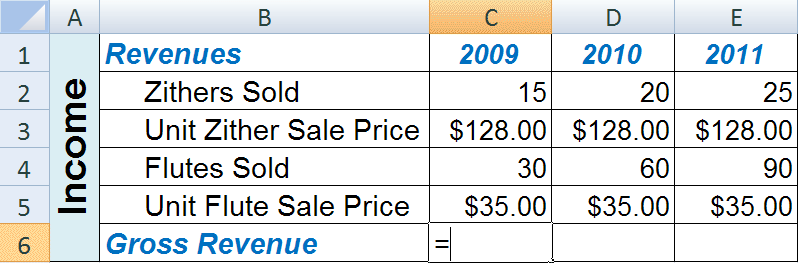 A B C D E
1 Revenues 2009 2010 2011
2 Zithers Sold 15 20 25
3 Unit Zither Sale Price $128.00 $128.00 $128.00
4 Flutes Sold 30 60 90
5 Unit Flute Sale Price $35.00 $35.00 $35.00
6 Gross Revenue =
Income